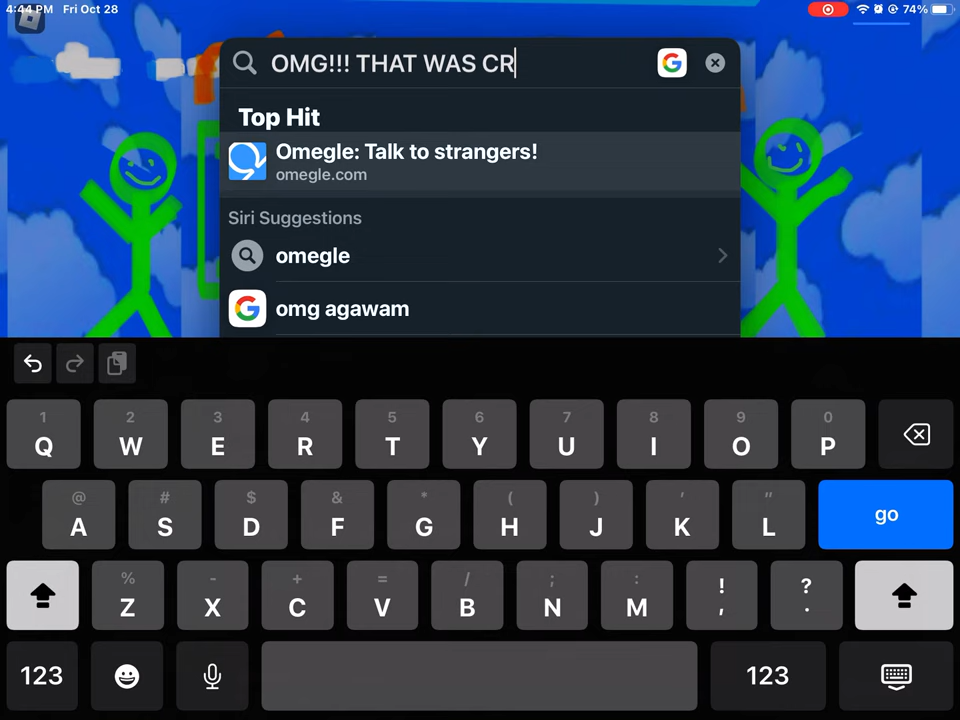 4:44 PM Fri Oct 28 74%
OMG!!! THAT WAS CR
Top Hit
Omegle: Talk to strangers!
omegle.com
Siri Suggestions
omegle
omg agawam
1 2 3 4 5 6 7 8 9 0
Q W E R T Y U I O P
@ # $ & * ( ) ' "
A S D F G H J K L go
% - + = / ; : ! ?
Z X C V B N M , .
123 123